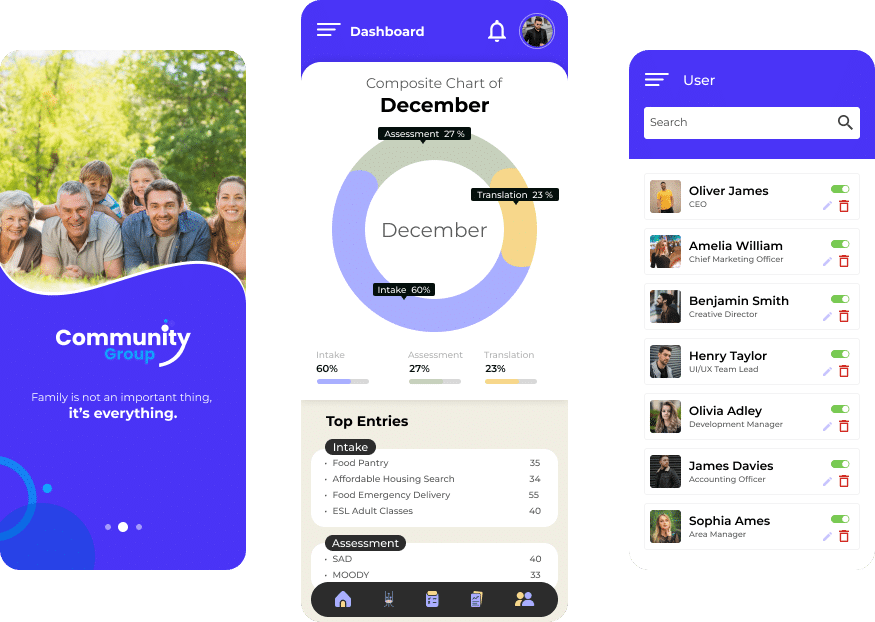 Community
Group
Family is not an important thing,
it's everything.
Dashboard
Composite Chart of
December
Assessment 27 %
Translation 23 %
December
Intake 60%
Intake
60%
Assessment
27%
Translation
23%
Top Entries
Intake
• Food Pantry 35
• Affordable Housing Search 34
• Food Emergency Delivery 55
• ESL Adult Classes 40
Assessment
• SAD 40
• MOODY 33
User
Search
Oliver James
CEO
Amelia William
Chief Marketing Officer
Benjamin Smith
Creative Director
Henry Taylor
UI/UX Team Lead
Olivia Adley
Development Manager
James Davies
Accounting Officer
Sophia Ames
Area Manager